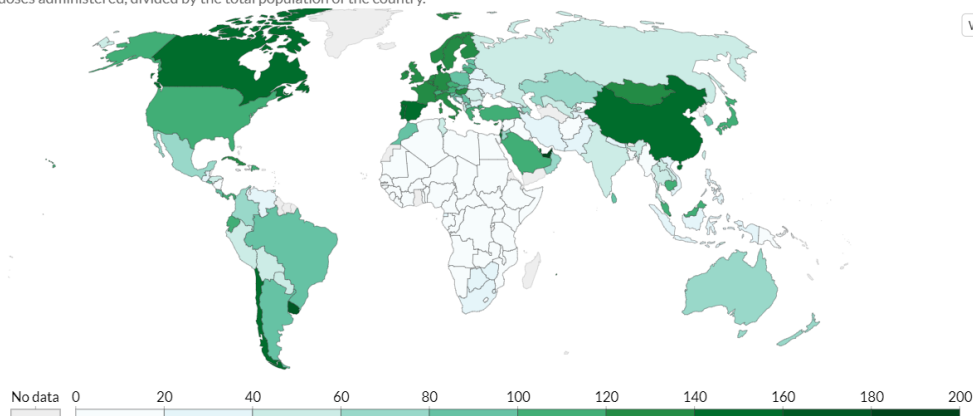 doses administered, divided by the total population of the country.
No data 0 20 40 60 80 100 120 140 160 180 200